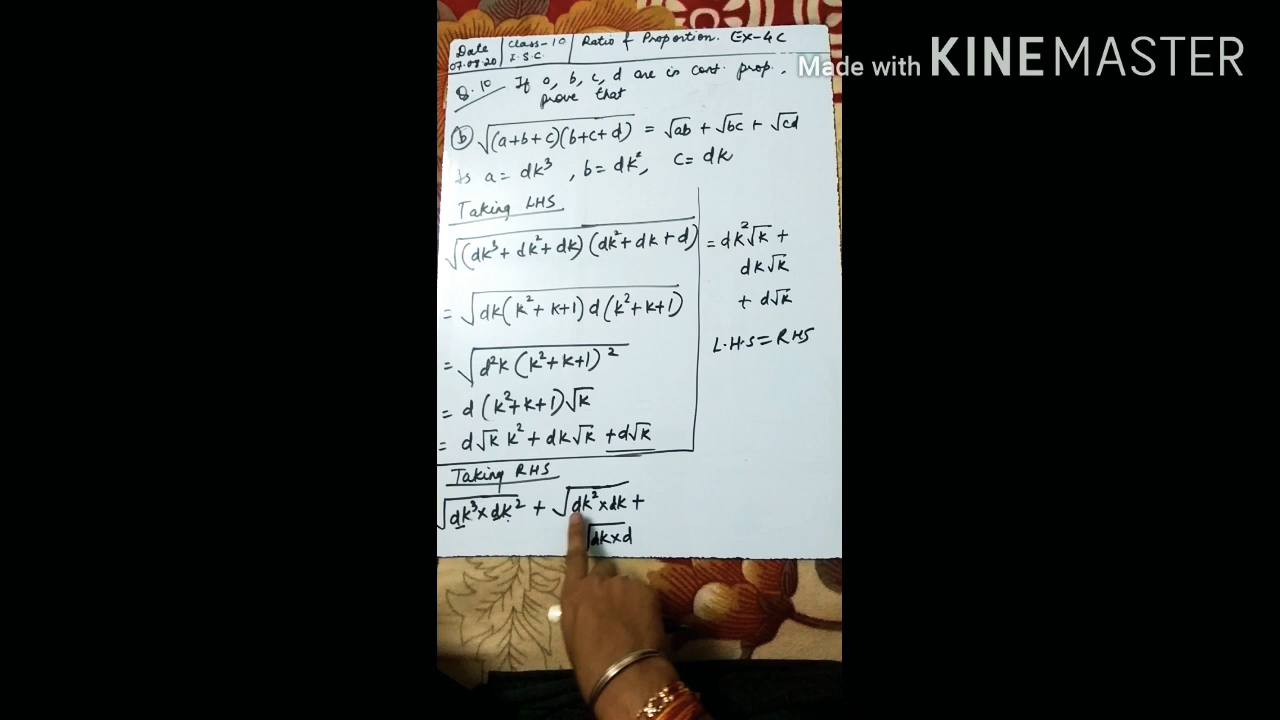 Made with KINEMASTER
Date 07.08.20 | Class-10 I.S.C. | Ratio & Proportion. EX-4C
Q.10 If a, b, c, d are in cont. prop.,
prove that
(b) √(a+b+c)(b+c+d) = √ab + √bc + √cd
As a = dk³, b = dk², c = dk
Taking LHS
√(dk³ + dk² + dk)(dk² + dk + d)
= √dk(k² + k+1) d(k² + k+1)
= √d²k (k²+k+1)²
= d(k²+k+1)√k
= d√k k² + dk√k + d√k
Taking RHS
√dk³×dk² + √dk²×dk +
√dk×d
= dk²√k +
dk√k
+ d√k
L.H.S = RHS